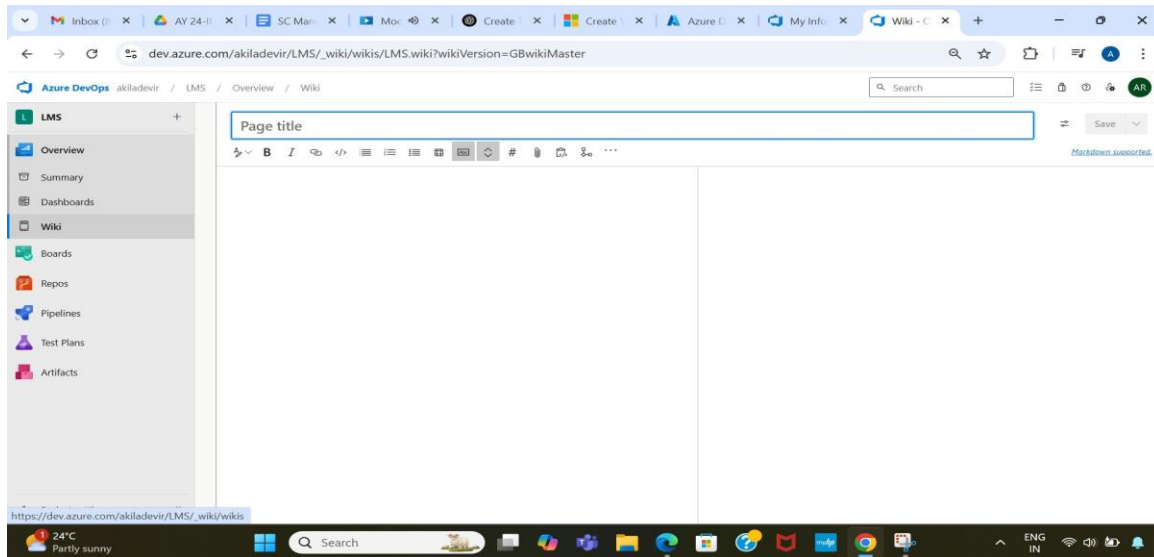 Inbox (
AY 24-II
SC Man
Moc
Create
Create
Azure D
My Info
Wiki - O
dev.azure.com/akiladevir/LMS/_wiki/wikis/LMS.wiki?wikiVersion=GBwikiMaster
A
Azure DevOps akiladevir / LMS / Overview / Wiki
Search
AR
L LMS +
Page title
Save
Overview
B I </> #
Markdown supported.
Summary
Dashboards
Wiki
Boards
Repos
Pipelines
Test Plans
Artifacts
https://dev.azure.com/akiladevir/LMS/_wiki/wikis
1
24°C
Partly sunny
Search
ENG
IN